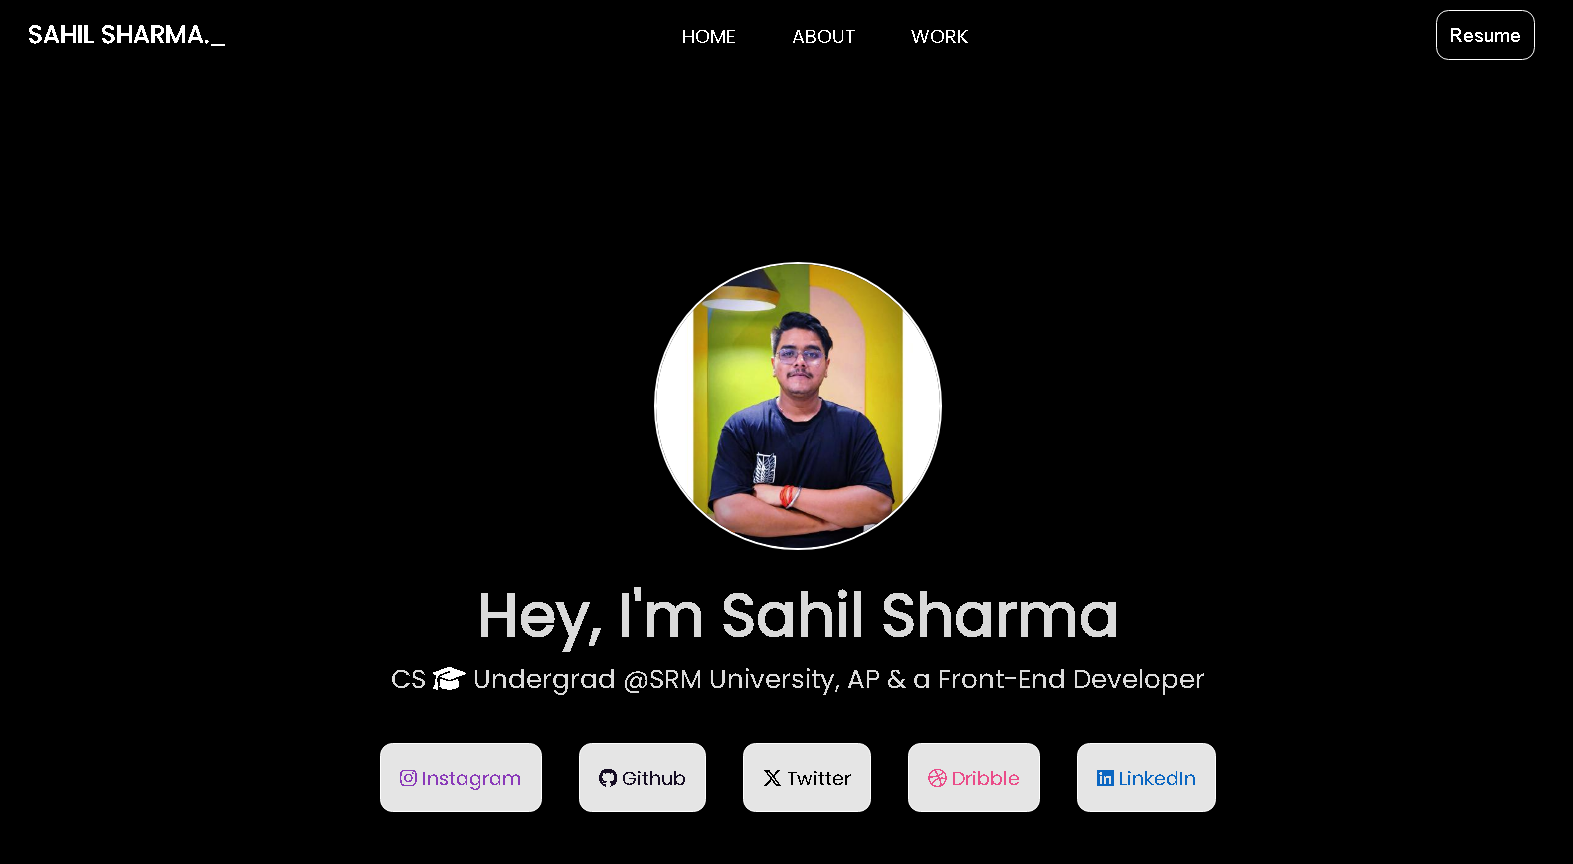 SAHIL SHARMA._
HOME ABOUT WORK
Resume
Hey, I'm Sahil Sharma
CS Undergrad @SRM University, AP & a Front-End Developer
Instagram Github Twitter Dribble LinkedIn